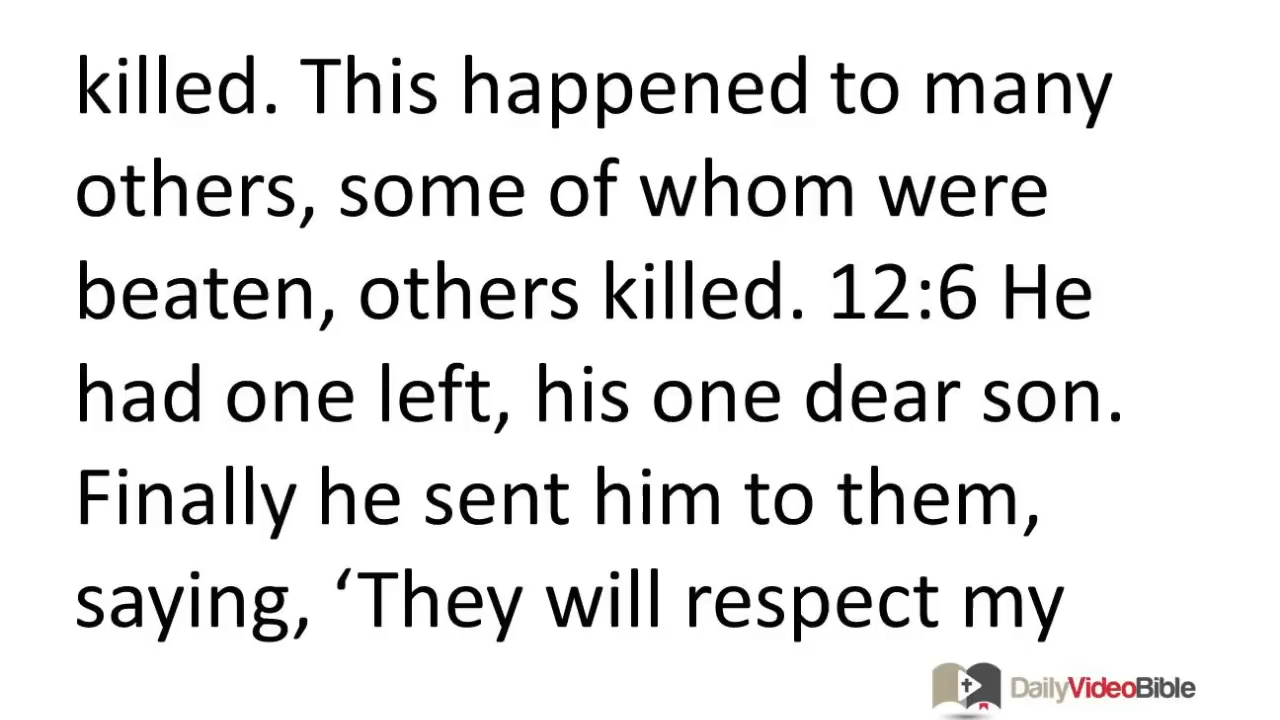 killed. This happened to many
others, some of whom were
beaten, others killed. 12:6 He
had one left, his one dear son.
Finally he sent him to them,
saying, ‘They will respect my
DailyVideoBible